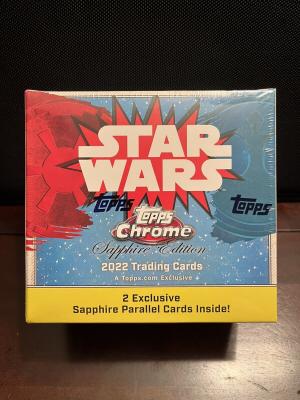 STAR
WARS
Topps
Topps
Topps
Chrome
Sapphire Edition
2022 Trading Cards
A Topps.com Exclusive
2 Exclusive
Sapphire Parallel Cards Inside!